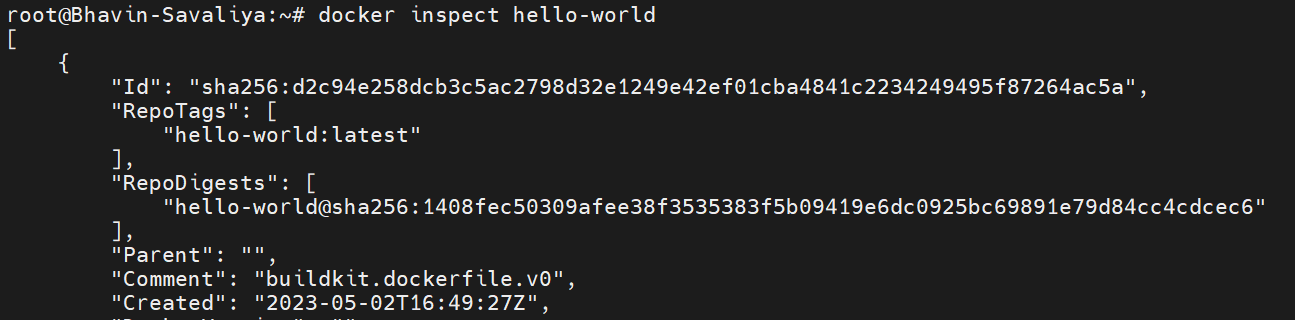 root@Bhavin-Savaliya:~# docker inspect hello-world
[
    {
        "Id": "sha256:d2c94e258dcb3c5ac2798d32e1249e42ef01cba4841c2234249495f87264ac5a",
        "RepoTags": [
            "hello-world:latest"
        ],
        "RepoDigests": [
            "hello-world@sha256:1408fec50309afee38f3535383f5b09419e6dc0925bc69891e79d84cc4cdcec6"
        ],
        "Parent": "",
        "Comment": "buildkit.dockerfile.v0",
        "Created": "2023-05-02T16:49:27Z",